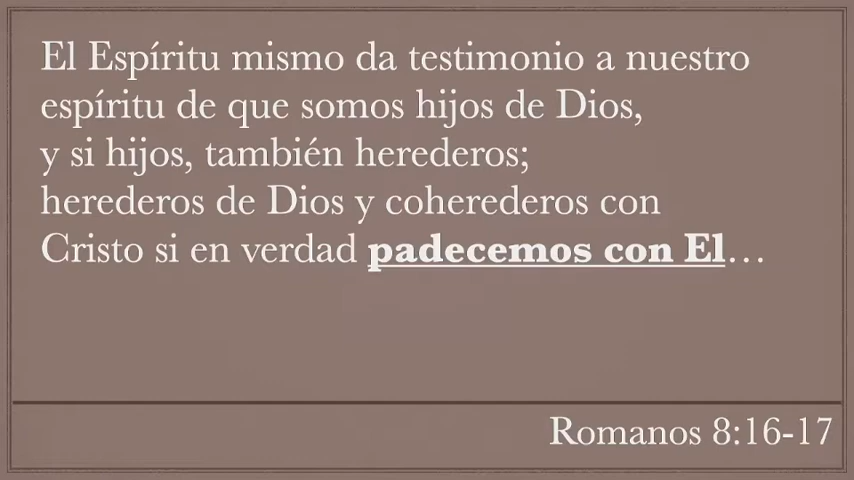 El Espíritu mismo da testimonio a nuestro
espíritu de que somos hijos de Dios,
y si hijos, también herederos;
herederos de Dios y coherederos con
Cristo si en verdad padecemos con El…
Romanos 8:16-17